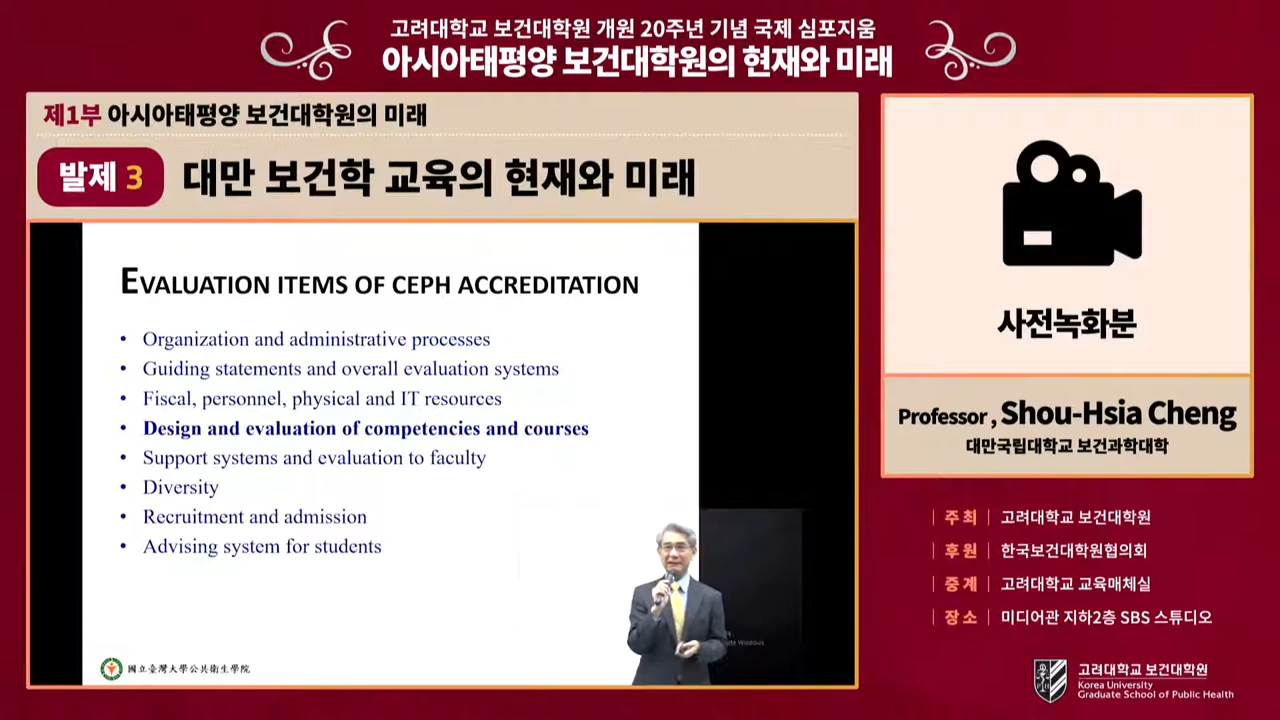 고려대학교 보건대학원 개원 20주년 기념 국제 심포지움
아시아태평양 보건대학원의 현재와 미래
제1부 아시아태평양 보건대학원의 미래
발제 3 대만 보건학 교육의 현재와 미래
EVALUATION ITEMS OF CEPH ACCREDITATION
• Organization and administrative processes
• Guiding statements and overall evaluation systems
• Fiscal, personnel, physical and IT resources
• Design and evaluation of competencies and courses
• Support systems and evaluation to faculty
• Diversity
• Recruitment and admission
• Advising system for students
國立臺灣大學公共衛生學院
사전녹화분
Professor , Shou-Hsia Cheng
대만국립대학교 보건과학대학
주최 | 고려대학교 보건대학원
후원 | 한국보건대학원협의회
중계 | 고려대학교 교육매체실
장소 | 미디어관 지하2층 SBS 스튜디오
고려대학교 보건대학원
Korea University
Graduate School of Public Health